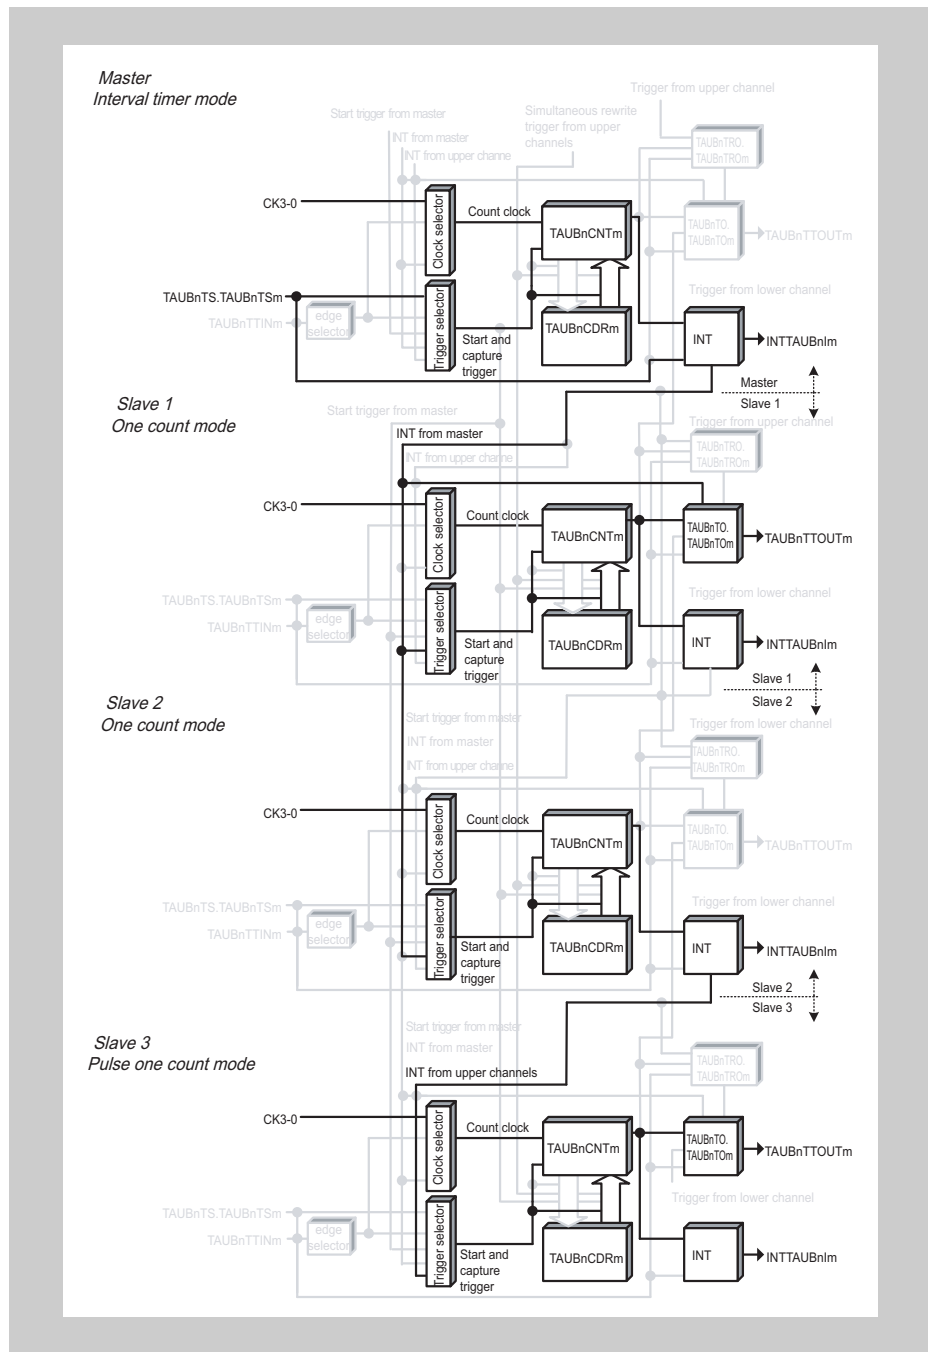 Master
Interval timer mode
Trigger from upper channel
Start trigger from master
Simultaneous rewrite
trigger from upper
channels
INT from master
INT from upper channe
TAUBnTRO.
TAUBnTROm
CK3-0
Clock selector
Count clock
TAUBnCNTm
TAUBnTO.
TAUBnTOm
TAUBnTTOUTm
TAUBnTS.TAUBnTSm
TAUBnTTINm
edge
selector
Trigger selector
Start and
capture
trigger
TAUBnCDRm
Trigger from lower channel
INT
INTTAUBnIm
Master
Slave 1
Slave 1
One count mode
Start trigger from master
Trigger from upper channel
INT from master
INT from upper channe
TAUBnTRO.
TAUBnTROm
CK3-0
Clock selector
Count clock
TAUBnCNTm
TAUBnTO.
TAUBnTOm
TAUBnTTOUTm
TAUBnTS.TAUBnTSm
TAUBnTTINm
edge
selector
Trigger selector
Start and
capture
trigger
TAUBnCDRm
Trigger from lower channel
INT
INTTAUBnIm
Slave 1
Slave 2
Slave 2
One count mode
Start trigger from master
Trigger from lower channel
INT from master
INT from upper channe
TAUBnTRO.
TAUBnTROm
CK3-0
Clock selector
Count clock
TAUBnCNTm
TAUBnTO.
TAUBnTOm
TAUBnTTOUTm
TAUBnTS.TAUBnTSm
TAUBnTTINm
edge
selector
Trigger selector
Start and
capture
trigger
TAUBnCDRm
Trigger from lower channel
INT
INTTAUBnIm
Slave 2
Slave 3
Slave 3
Pulse one count mode
Start trigger from master
INT from master
INT from upper channels
TAUBnTRO.
TAUBnTROm
CK3-0
Clock selector
Count clock
TAUBnCNTm
TAUBnTO.
TAUBnTOm
TAUBnTTOUTm
Trigger from lower channel
TAUBnTS.TAUBnTSm
TAUBnTTINm
edge
selector
Trigger selector
Start and
capture
trigger
TAUBnCDRm
INT
INTTAUBnIm